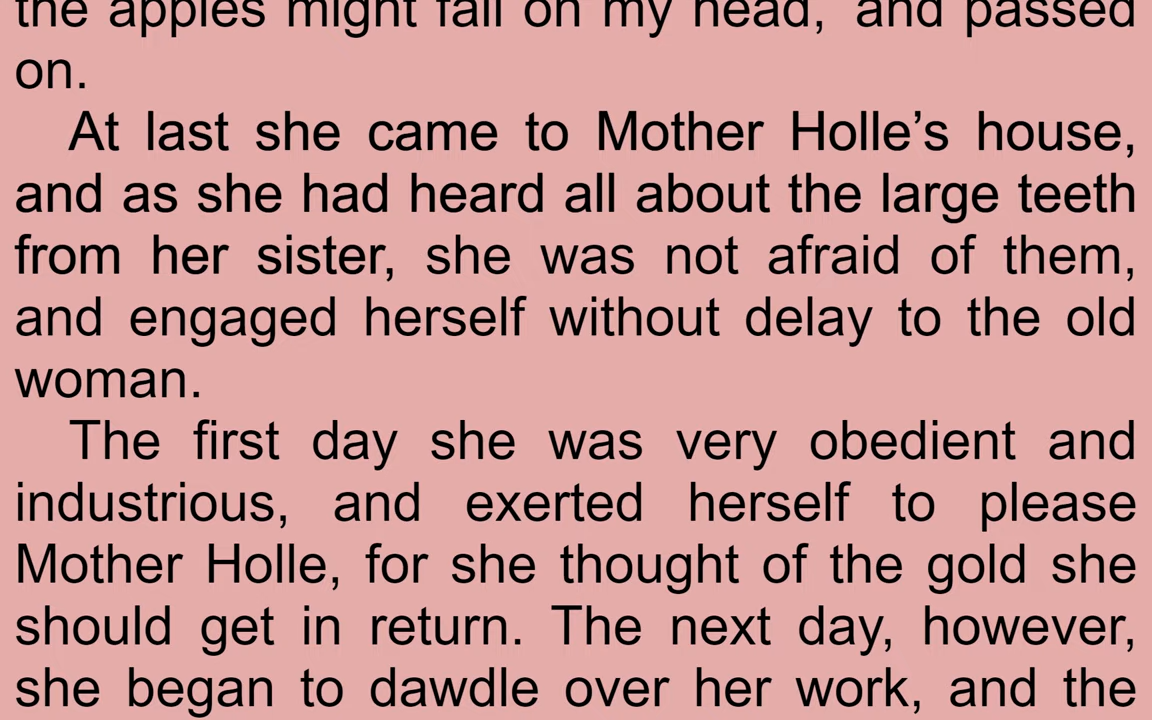 the apples might fall on my head,’ and passed
on.
At last she came to Mother Holle’s house,
and as she had heard all about the large teeth
from her sister, she was not afraid of them,
and engaged herself without delay to the old
woman.
The first day she was very obedient and
industrious, and exerted herself to please
Mother Holle, for she thought of the gold she
should get in return. The next day, however,
she began to dawdle over her work, and the